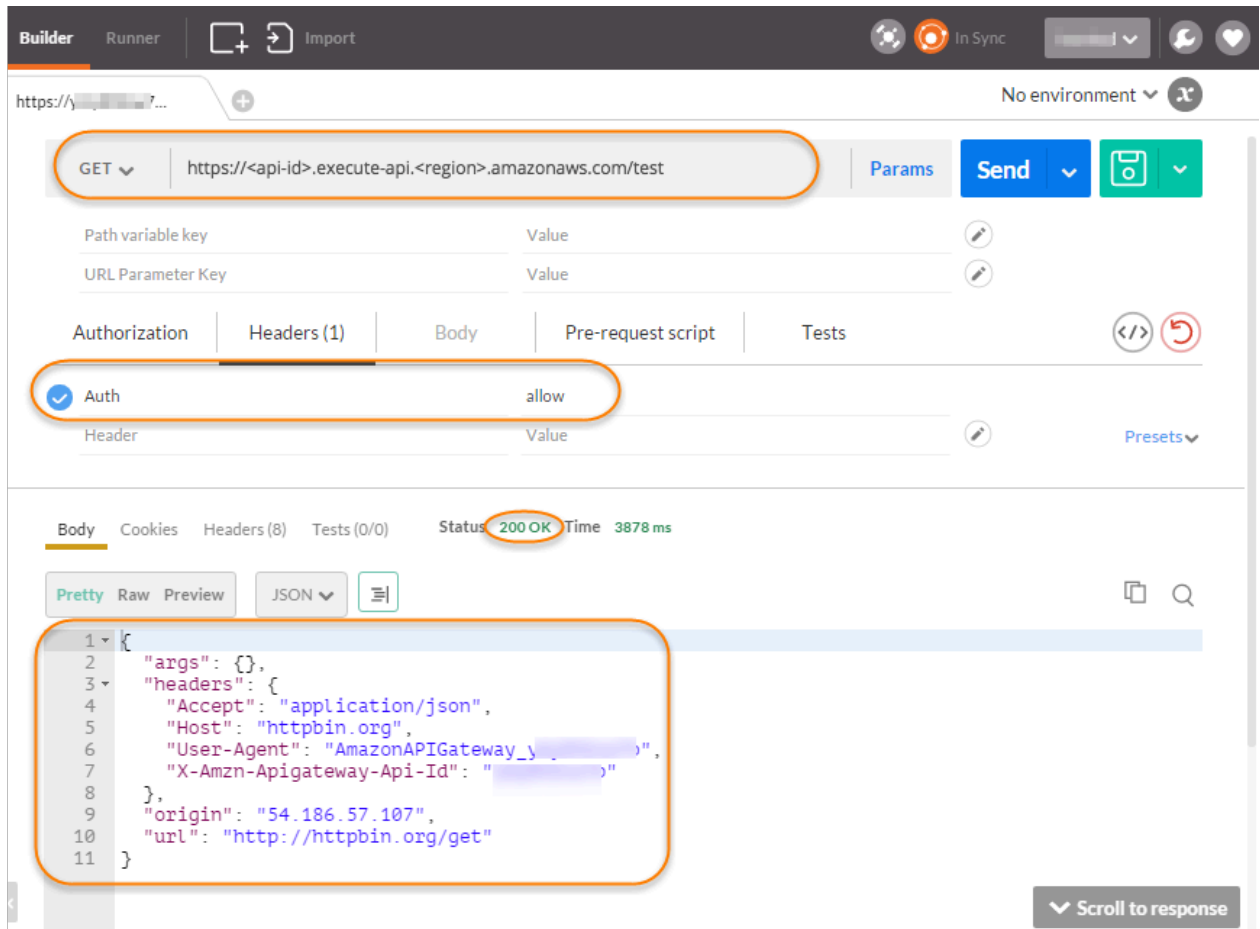 Builder Runner Import In Sync
https://y 7... No environment x
GET https://<api-id>.execute-api.<region>.amazonaws.com/test Params Send
Path variable key Value
URL Parameter Key Value
Authorization Headers (1) Body Pre-request script Tests </>
Auth allow
Header Value Presets
Body Cookies Headers (8) Tests (0/0) Status 200 OK Time 3878 ms
Pretty Raw Preview JSON
1 {
2 "args": {},
3 "headers": {
4 "Accept": "application/json",
5 "Host": "httpbin.org",
6 "User-Agent": "AmazonAPIGateway_y",
7 "X-Amzn-Apigateway-Api-Id": ""
8 },
9 "origin": "54.186.57.107",
10 "url": "http://httpbin.org/get"
11 }
Scroll to response